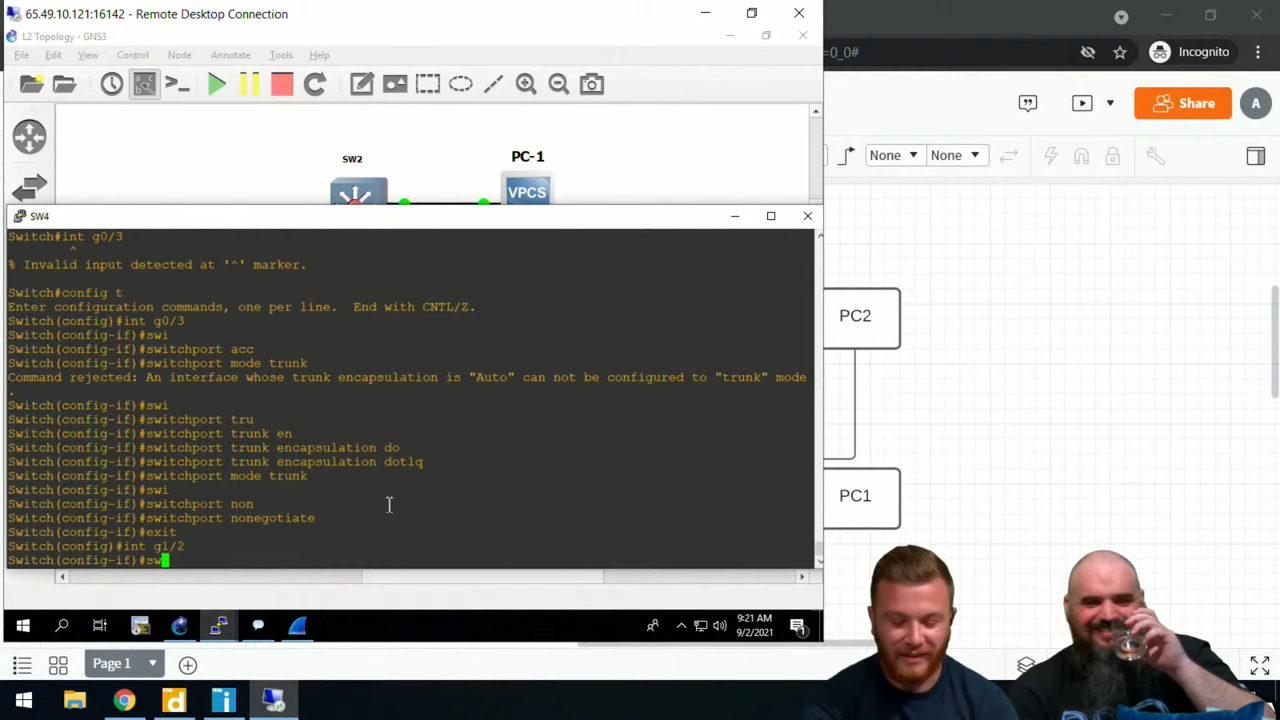 65.49.10.121:16142 - Remote Desktop Connection
L2 Topology - GNS3
File Edit View Control Node Annotate Tools Help
SW2
PC-1
VPCS
SW4
Switch#int g0/3
^
% Invalid input detected at '^' marker.
Switch#config t
Enter configuration commands, one per line.  End with CNTL/Z.
Switch(config)#int g0/3
Switch(config-if)#swi
Switch(config-if)#switchport acc
Switch(config-if)#switchport mode trunk
Command rejected: An interface whose trunk encapsulation is "Auto" can not be configured to "trunk" mode
.
Switch(config-if)#swi
Switch(config-if)#switchport tru
Switch(config-if)#switchport trunk en
Switch(config-if)#switchport trunk encapsulation do
Switch(config-if)#switchport trunk encapsulation dot1q
Switch(config-if)#switchport mode trunk
Switch(config-if)#swi
Switch(config-if)#switchport non
Switch(config-if)#switchport nonegotiate
Switch(config-if)#exit
Switch(config)#int g1/2
Switch(config-if)#sw
9:21 AM
9/2/2021
1
Page 1
=0_0#
Incognito
Share
A
None None
PC2
PC1